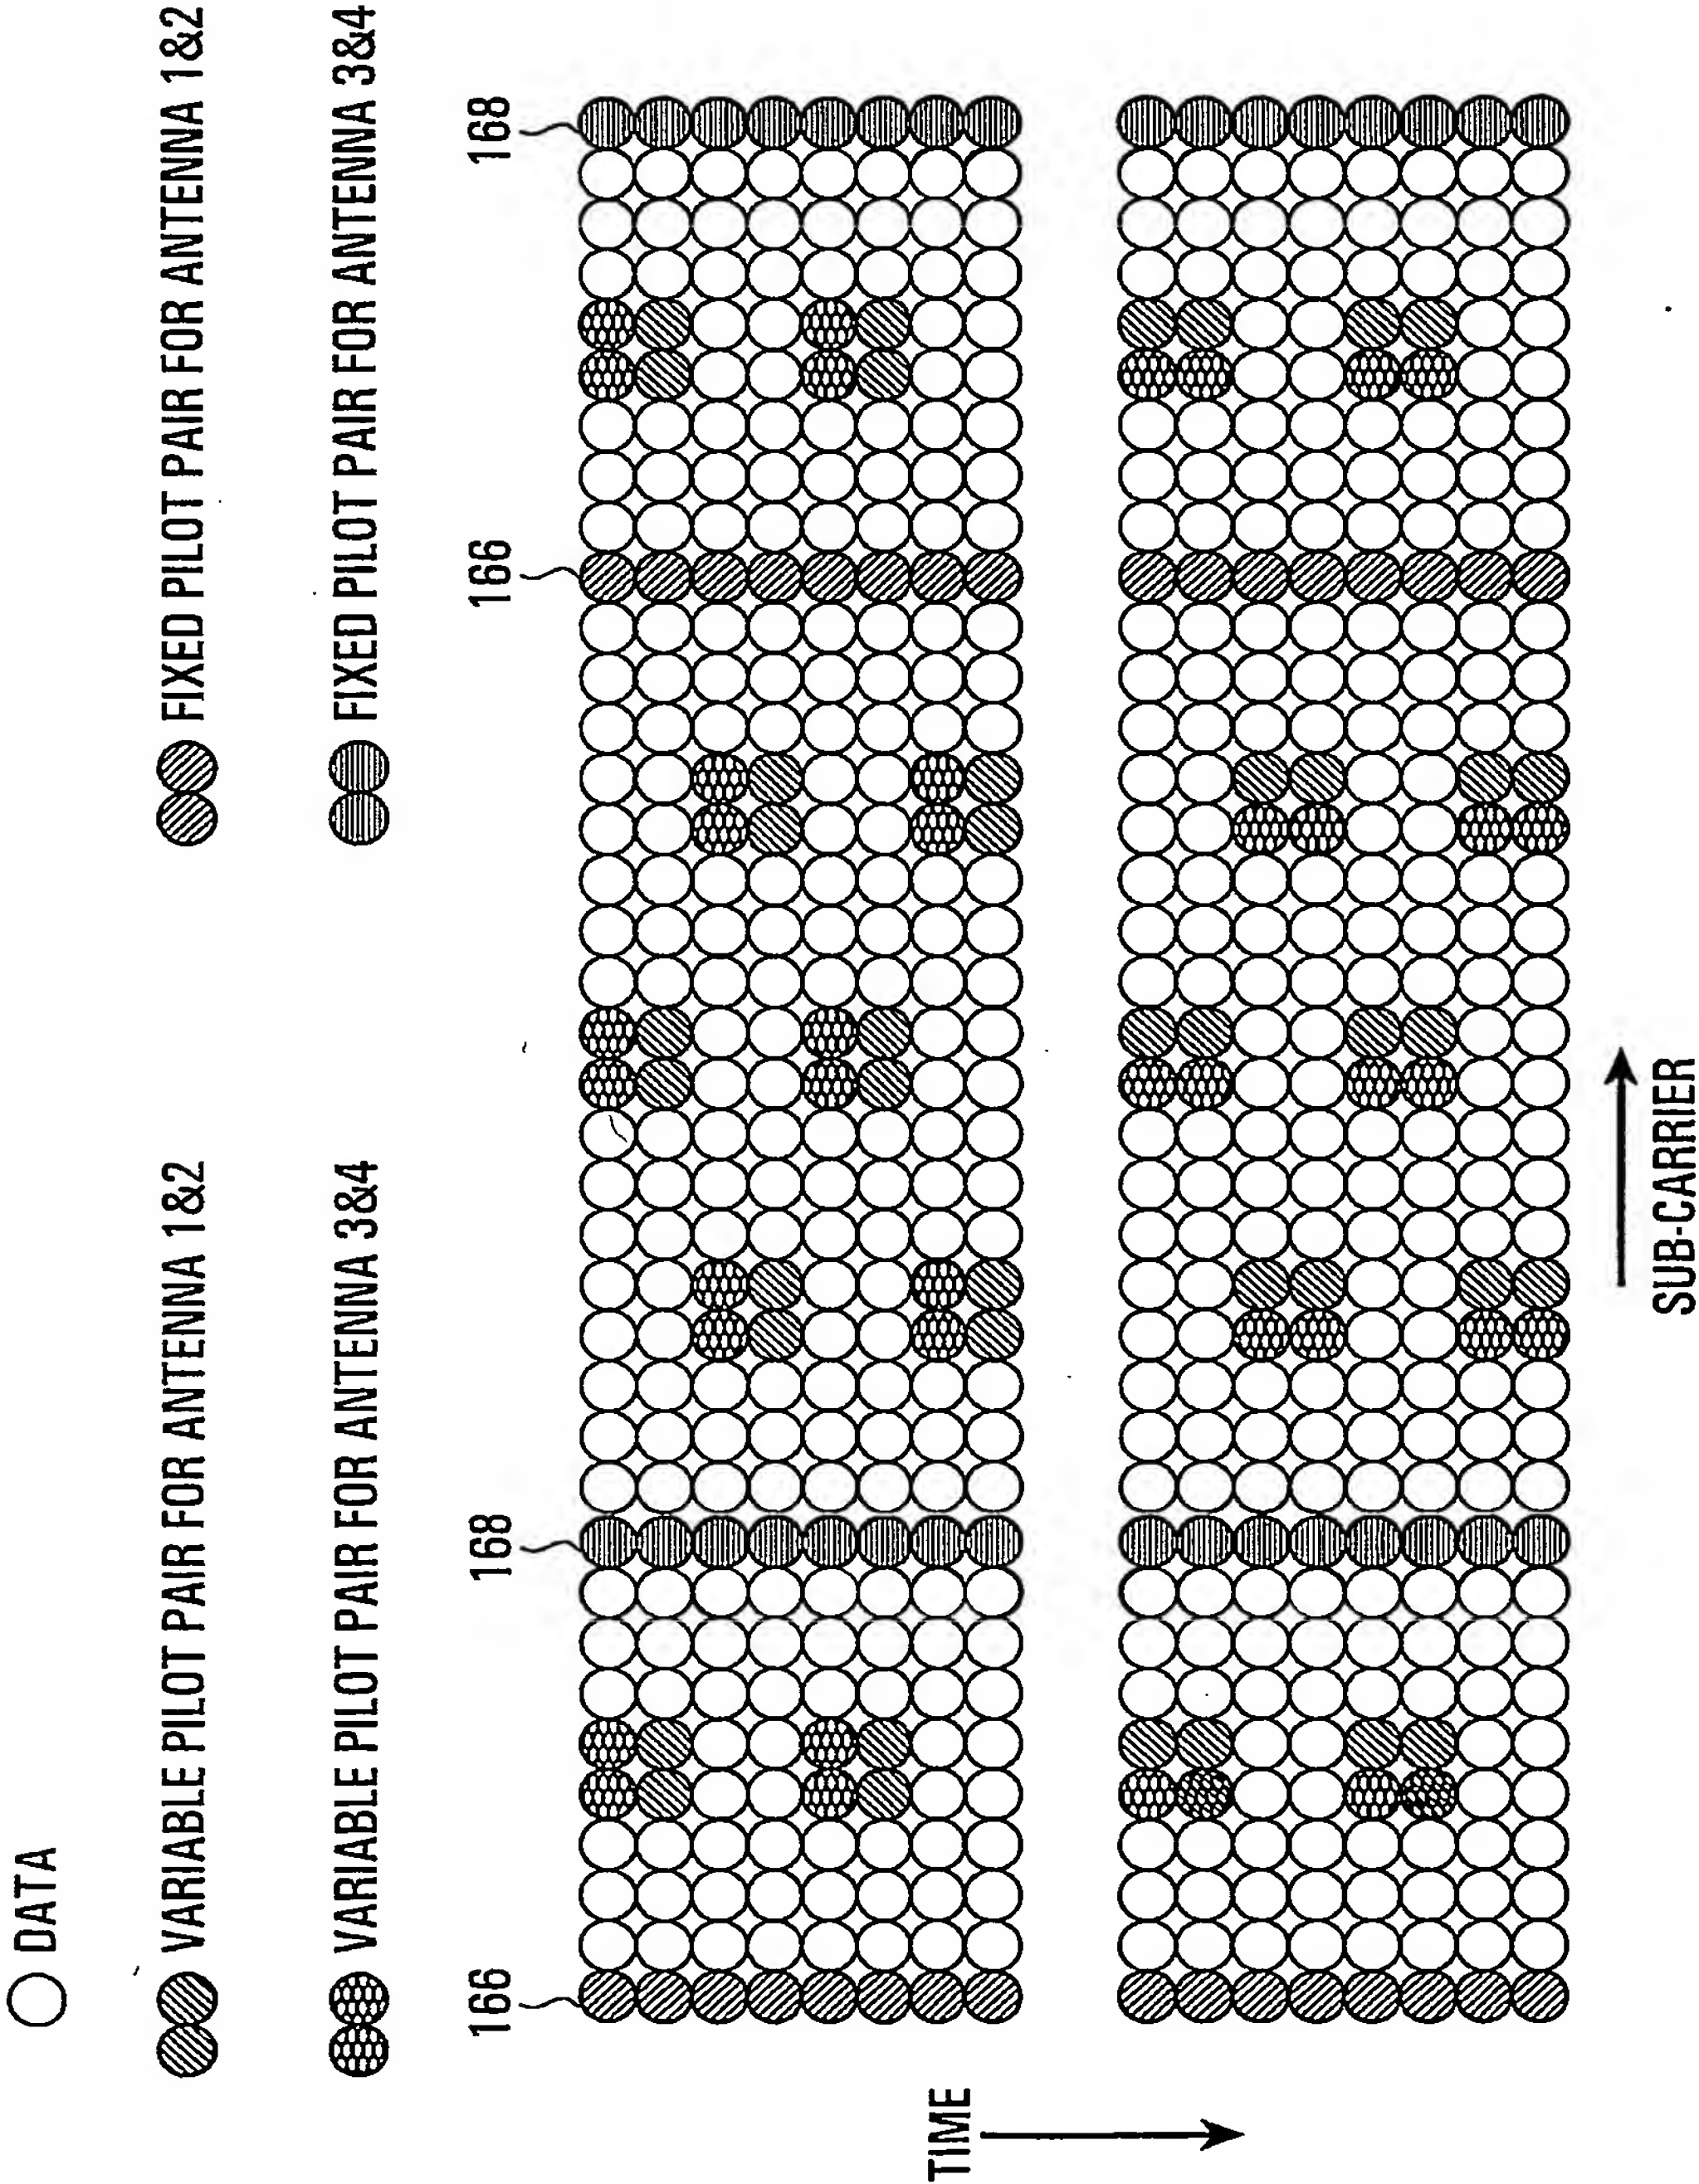 DATA
VARIABLE PILOT PAIR FOR ANTENNA 1&2
FIXED PILOT PAIR FOR ANTENNA 1&2
VARIABLE PILOT PAIR FOR ANTENNA 3&4
FIXED PILOT PAIR FOR ANTENNA 3&4
166
168
166
168
TIME
SUB-CARRIER